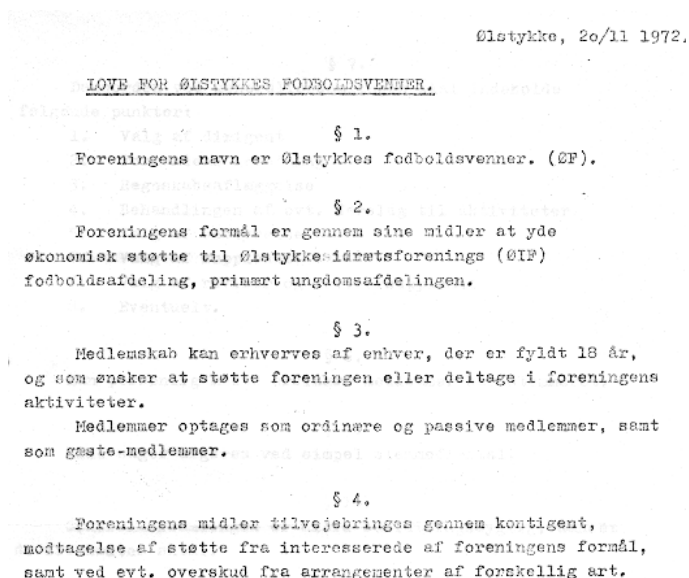 Ølstykke, 2o/11 1972.
LOVE FOR ØLSTYKKES FODBOLDSVENNER.
§ 1.
Foreningens navn er Ølstykkes fodboldsvenner. (ØF).
§ 2.
Foreningens formål er gennem sine midler at yde
økonomisk støtte til Ølstykke idrætsforenings (ØIF)
fodboldsafdeling, primært ungdomsafdelingen.
§ 3.
Medlemskab kan erhverves af enhver, der er fyldt 18 år,
og som ønsker at støtte foreningen eller deltage i foreningens
aktiviteter.
Medlemmer optages som ordinære og passive medlemmer, samt
som gæste-medlemmer.
§ 4.
Foreningens midler tilvejebringes gennem kontigent,
modtagelse af støtte fra interesserede af foreningens formål,
samt ved evt. overskud fra arrangementer af forskellig art.